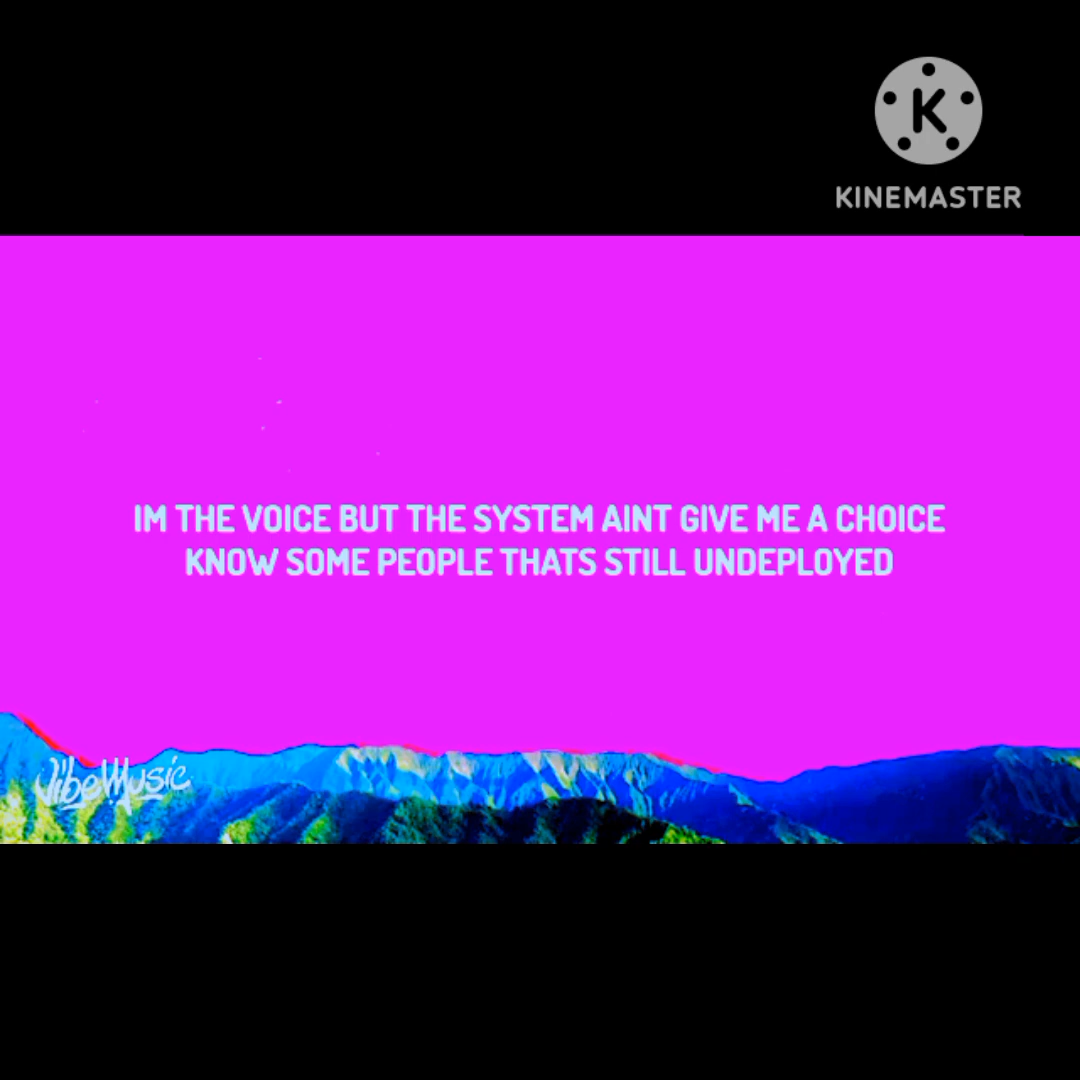 K
KINEMASTER
IM THE VOICE BUT THE SYSTEM AINT GIVE ME A CHOICE
KNOW SOME PEOPLE THATS STILL UNDEPLOYED
VibeMusic